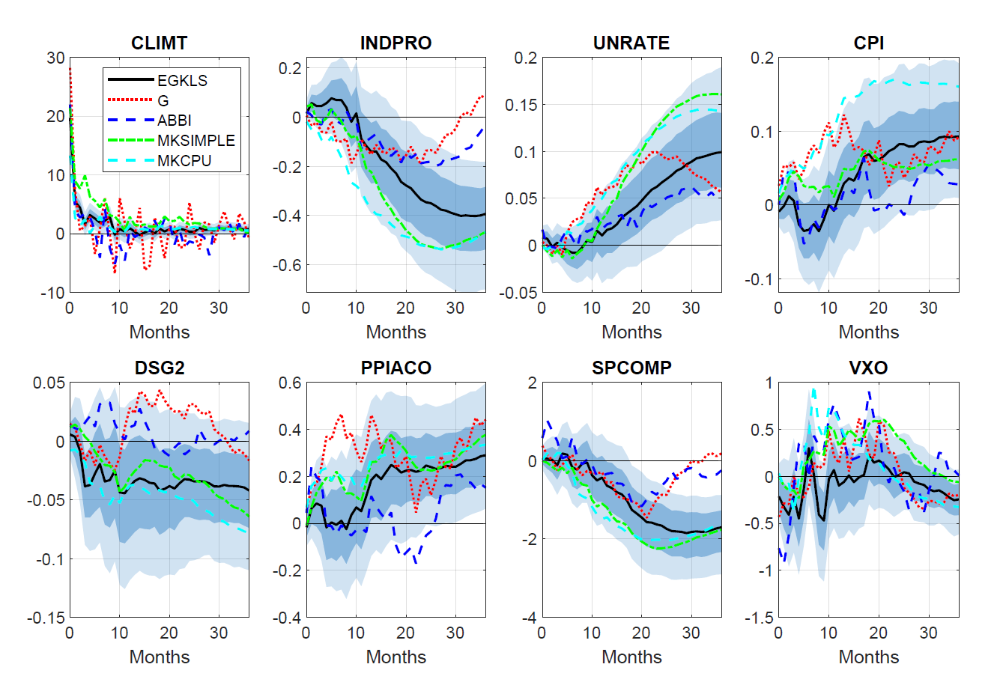 CLIMT
INDPRO
UNRATE
CPI
30
20
10
0
-10
EGKLS
G
ABBI
MKSIMPLE
MKCPU
0.2
0
-0.2
-0.4
-0.6
0.2
0.15
0.1
0.05
0
-0.05
0.2
0.1
0
-0.1
0 10 20 30
0 10 20 30
0 10 20 30
0 10 20 30
Months
Months
Months
Months
DSG2
PPIACO
SPCOMP
VXO
0.05
0
-0.05
-0.1
-0.15
0.6
0.4
0.2
0
-0.2
-0.4
2
0
-2
-4
1
0.5
0
-0.5
-1
-1.5
0 10 20 30
0 10 20 30
0 10 20 30
0 10 20 30
Months
Months
Months
Months